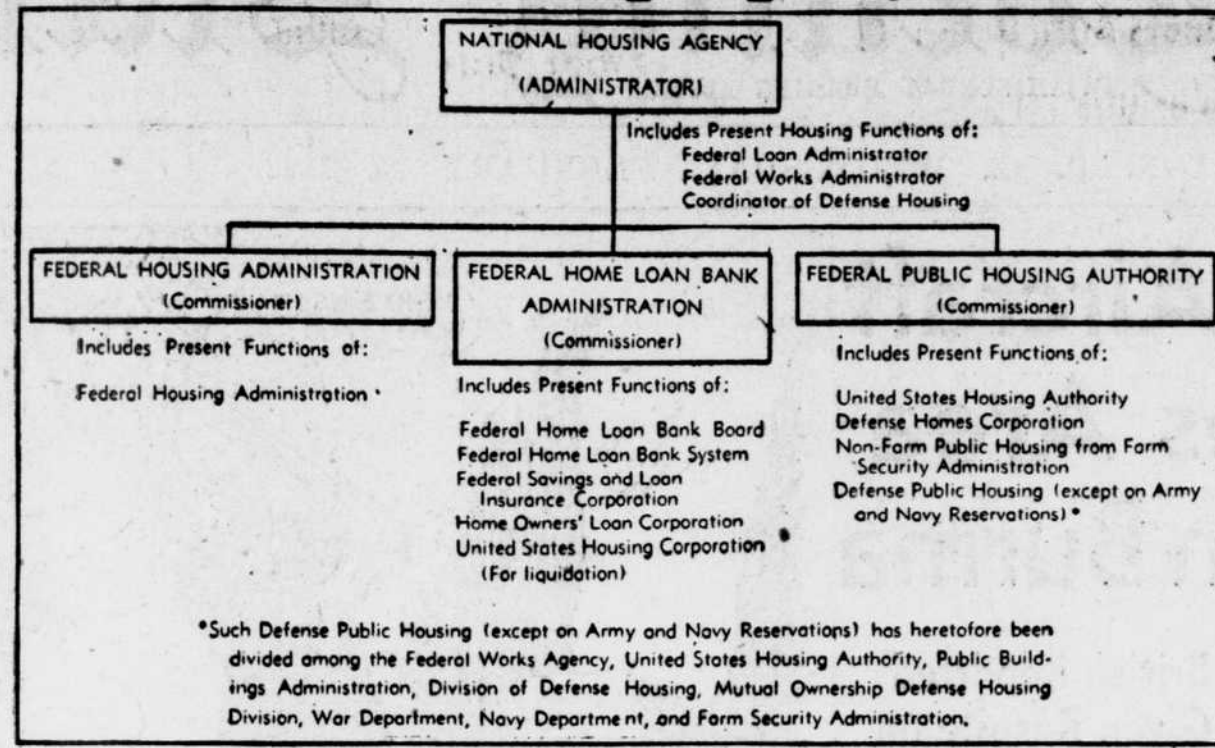 NATIONAL HOUSING AGENCY
(ADMINISTRATOR)
Includes Present Housing Functions of:
Federal Loan Administrator
Federal Works Administrator
Coordinator of Defense Housing
FEDERAL HOUSING ADMINISTRATION
(Commissioner)
Includes Present Functions of:
Federal Housing Administration
FEDERAL HOME LOAN BANK
ADMINISTRATION
(Commissioner)
Includes Present Functions of:
Federal Home Loan Bank Board
Federal Home Loan Bank System
Federal Savings and Loan
Insurance Corporation
Home Owners' Loan Corporation
United States Housing Corporation
(For liquidation)
FEDERAL PUBLIC HOUSING AUTHORITY
(Commissioner)
Includes Present Functions of:
United States Housing Authority
Defense Homes Corporation
Non-Farm Public Housing from Farm
Security Administration
Defense Public Housing (except on Army
and Navy Reservations)*
*Such Defense Public Housing (except on Army and Navy Reservations) has heretofore been
divided among the Federal Works Agency, United States Housing Authority, Public Build-
ings Administration, Division of Defense Housing, Mutual Ownership Defense Housing
Division, War Department, Navy Department, and Farm Security Administration.